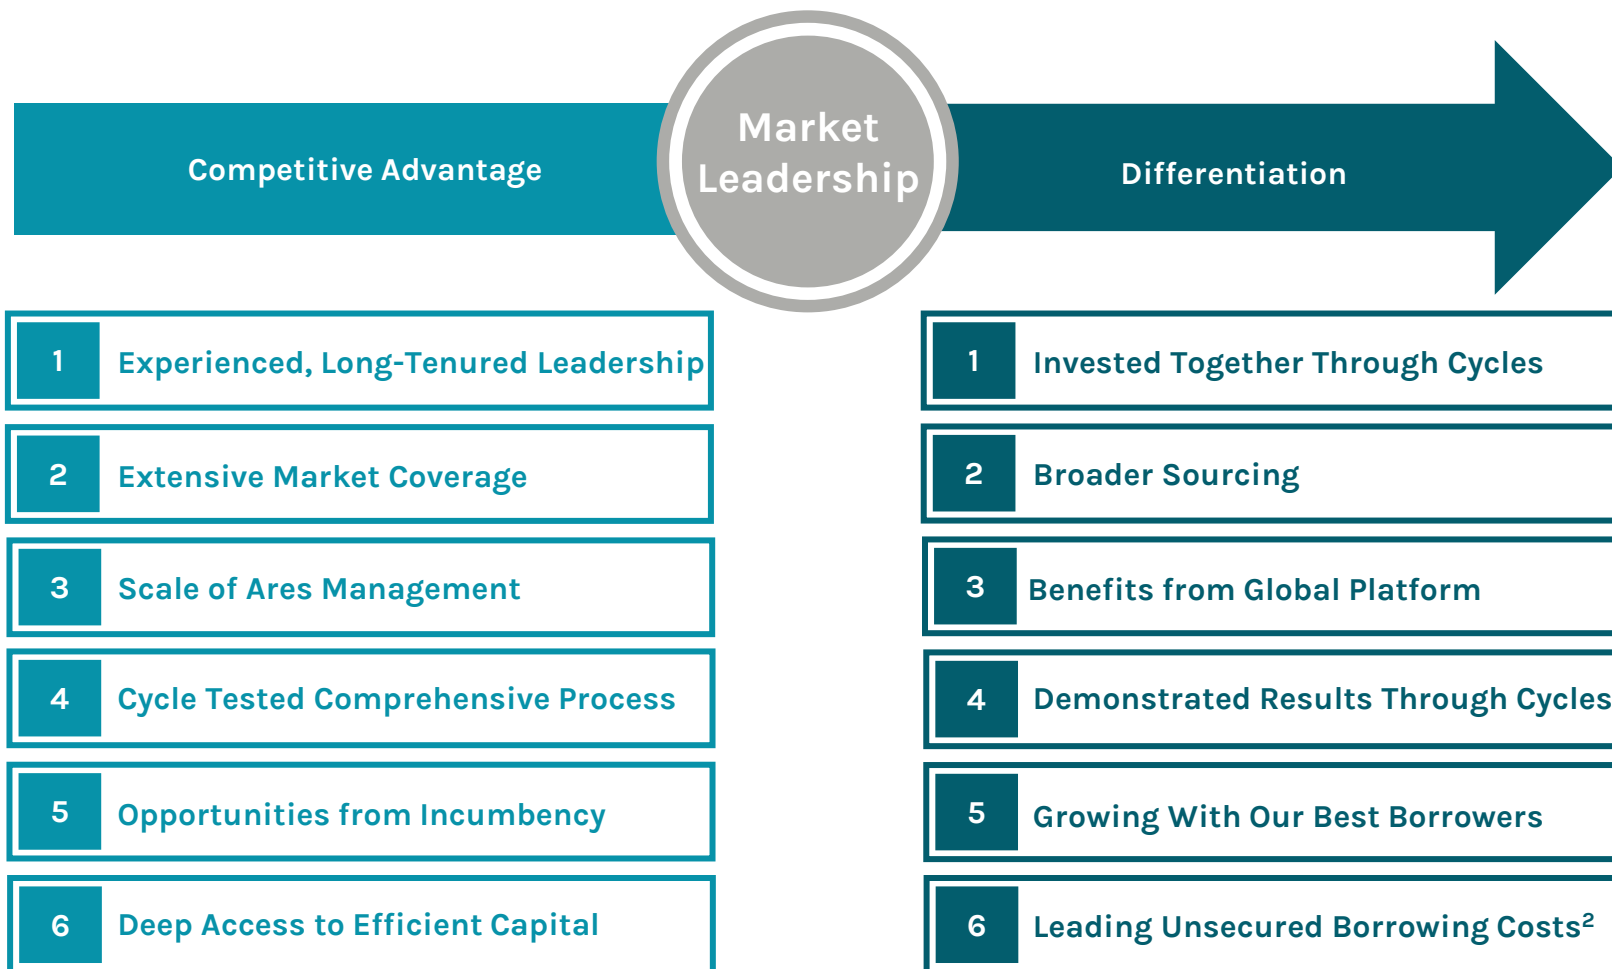 Market
Leadership
Competitive Advantage
Differentiation
1 Experienced, Long-Tenured Leadership
2 Extensive Market Coverage
3 Scale of Ares Management
4 Cycle Tested Comprehensive Process
5 Opportunities from Incumbency
6 Deep Access to Efficient Capital
1 Invested Together Through Cycles
2 Broader Sourcing
3 Benefits from Global Platform
4 Demonstrated Results Through Cycles
5 Growing With Our Best Borrowers
6 Leading Unsecured Borrowing Costs²